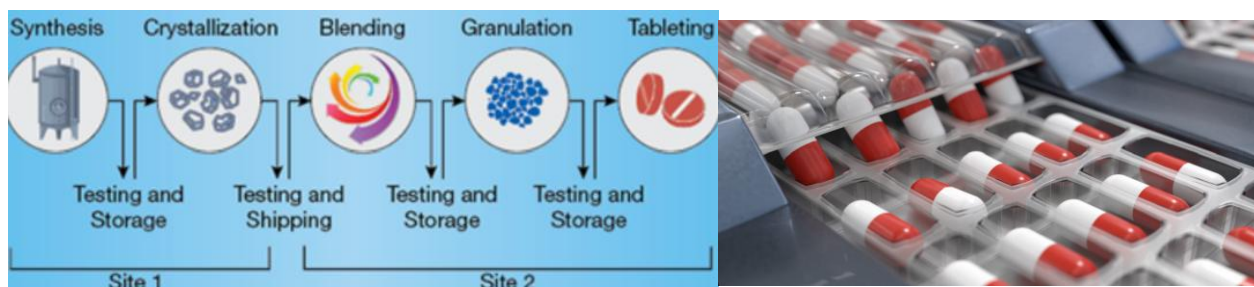 Synthesis Crystallization Blending Granulation Tableting
Testing and Testing and Testing and Testing and
Storage Shipping Storage Storage
Site 1 Site 2